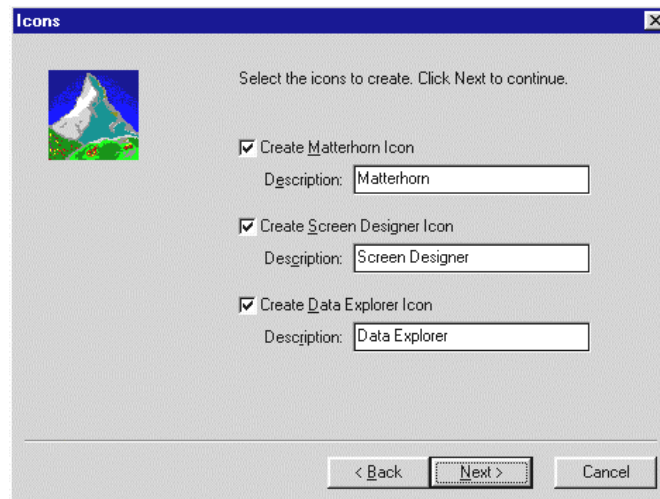 Icons
Select the icons to create. Click Next to continue.
Create Matterhorn Icon
Description: Matterhorn
Create Screen Designer Icon
Description: Screen Designer
Create Data Explorer Icon
Description: Data Explorer
< Back Next > Cancel